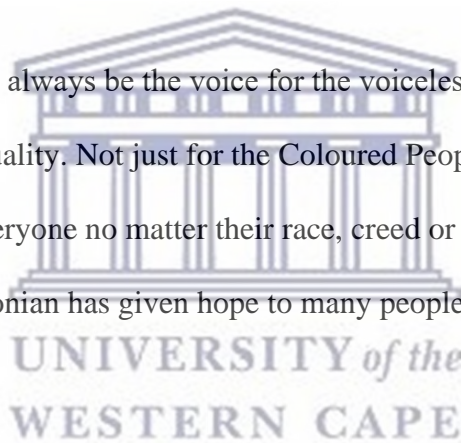 always be the voice for the voiceles
uality. Not just for the Coloured Peop
eryone no matter their race, creed or
onian has given hope to many people
UNIVERSITY of the
WESTERN CAPE